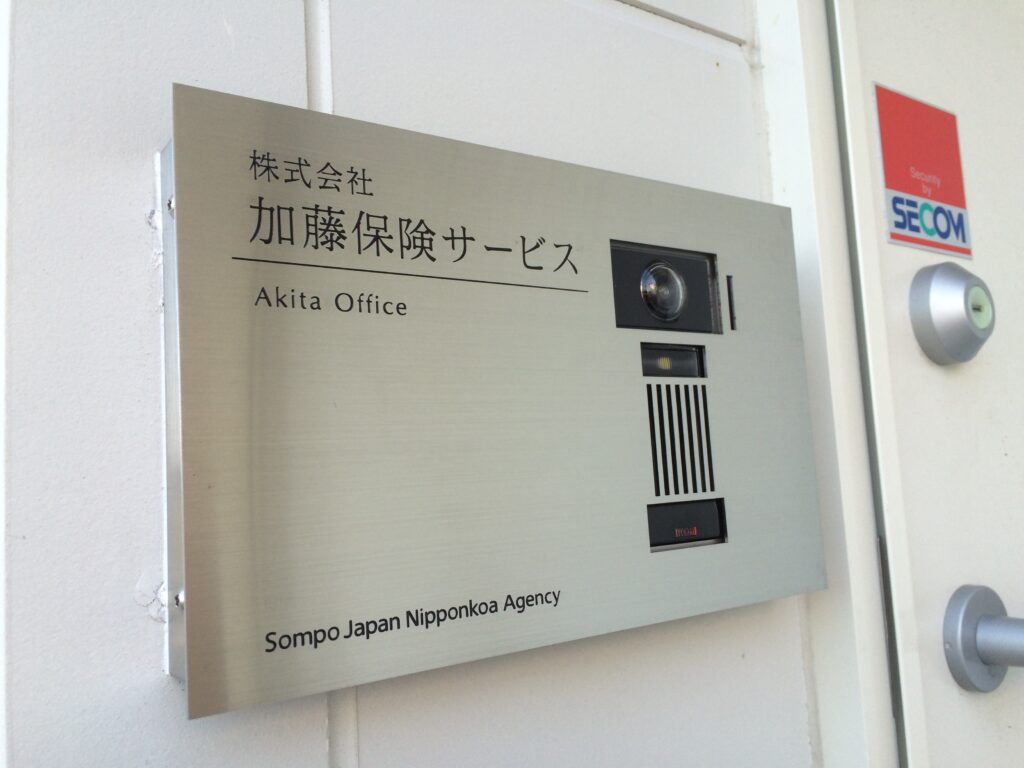 株式会社
加藤保険サービス
Akita Office
Sompo Japan Nipponkoa Agency
Security
by
SECOM